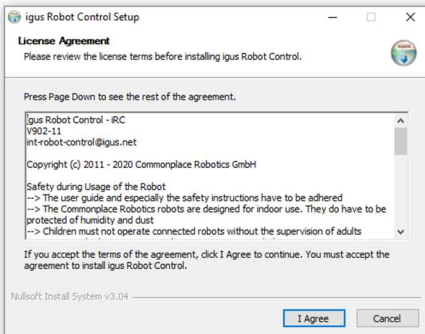 igus Robot Control Setup
License Agreement
Please review the license terms before installing igus Robot Control.
Press Page Down to see the rest of the agreement.
igus Robot Control - iRC
V902-11
int-robot-control@igus.net
Copyright (c) 2011 - 2020 Commonplace Robotics GmbH
Safety during Usage of the Robot
--> The user guide and especially the safety instructions have to be adhered
--> The Commonplace Robotics robots are designed for indoor use. They do have to be
protected of humidity and dust
--> Children must not operate connected robots without the supervision of adults
If you accept the terms of the agreement, click I Agree to continue. You must accept the
agreement to install igus Robot Control.
Nullsoft Install System v3.04
I Agree
Cancel